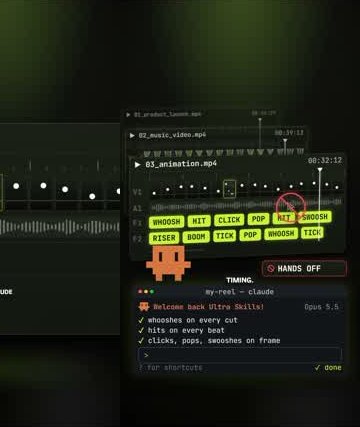 01_product_launch.mp4
02_music_video.mp4
00:39:13
03_animation.mp4
00:32:12
V1
A1
F1 WHOOSH HIT CLICK POP HIT SWOOSH
F2 RISER BOOM TICK POP WHOOSH TICK
HANDS OFF
TIMING.
UDE
my-reel — claude
Welcome back Ultra Skills!
Opus 5.5
✓ whooshes on every cut
✓ hits on every beat
✓ clicks, pops, swooshes on frame
>
? for shortcuts
✓ done